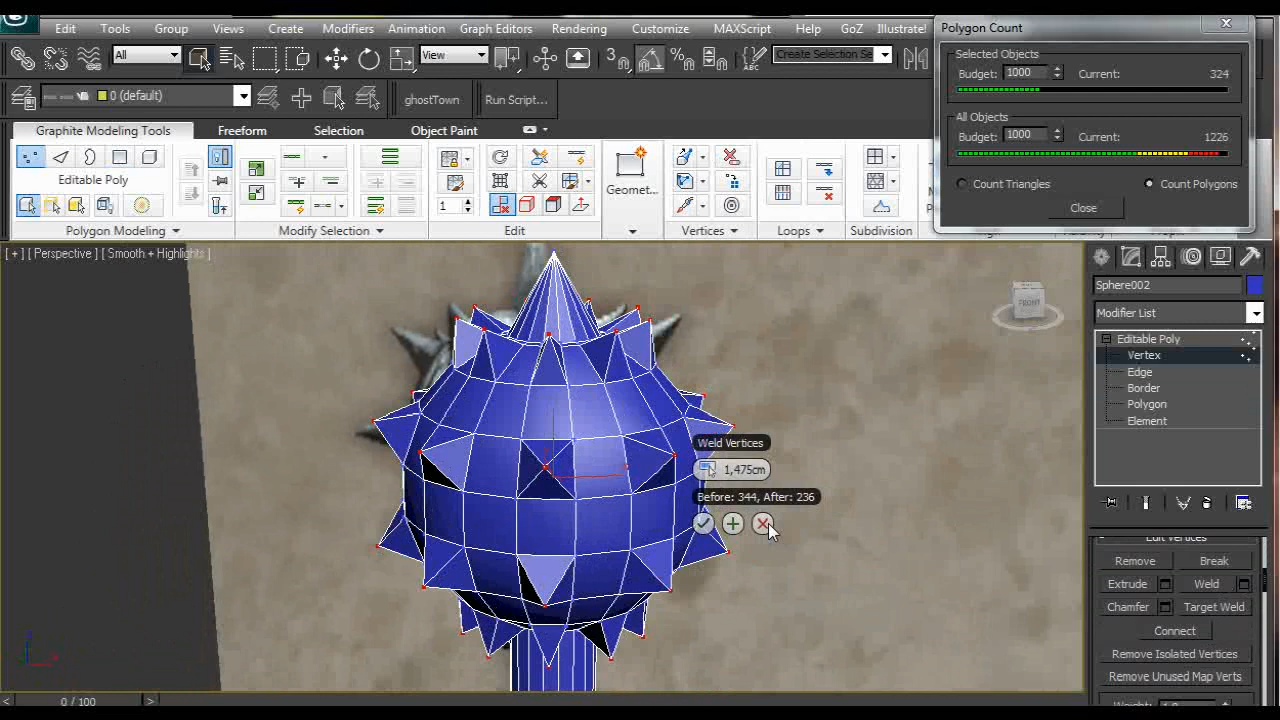 Edit Tools Group Views Create Modifiers Animation Graph Editors Rendering Customize MAXScript Help GoZ Illustrate!
Polygon Count
Selected Objects
Budget: 1000 Current: 324
All Objects
Budget: 1000 Current: 1226
Count Triangles Count Polygons
Close
All View Create Selection Se
0 (default) ghostTown Run Script...
Graphite Modeling Tools Freeform Selection Object Paint
Editable Poly
1
Geomet...
Polygon Modeling Modify Selection Edit Vertices Loops Subdivision
[ + ] [ Perspective ] [ Smooth + Highlights ]
FRONT
Weld Vertices
1,475cm
Before: 344, After: 236
Sphere002
Modifier List
Editable Poly
Vertex
Edge
Border
Polygon
Element
Edit Vertices
Remove Break
Extrude Weld
Chamfer Target Weld
Connect
Remove Isolated Vertices
Remove Unused Map Verts
0 / 100